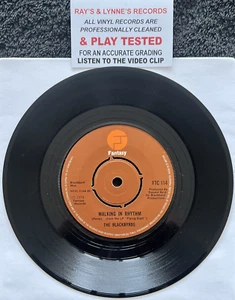 RAY'S & LYNNE'S RECORDS
ALL VINYL RECORDS ARE
PROFESSIONALLY CLEANED
& PLAY TESTED
FOR AN ACCURATE GRADING
LISTEN TO THE VIDEO CLIP
Fantasy
FTC 114
WALKING IN RHYTHM
THE BLACKBYRDS